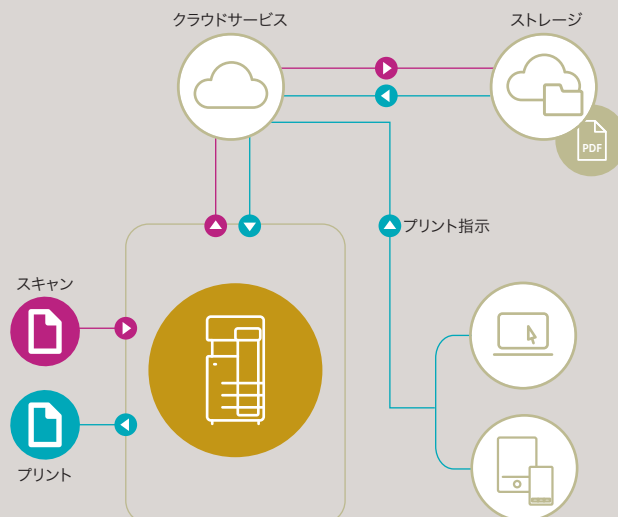 クラウドサービス
ストレージ
PDF
プリント指示
スキャン
プリント